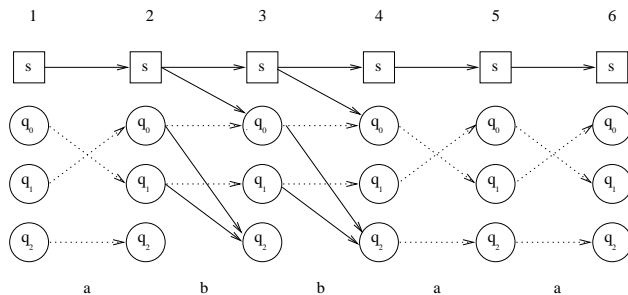 1 2 3 4 5 6
s s s s s s
q₀ q₀ q₀ q₀ q₀ q₀
q₁ q₁ q₁ q₁ q₁
q₁
q₂ q₂ q₂ q₂ q₂ q₂
a b b a a